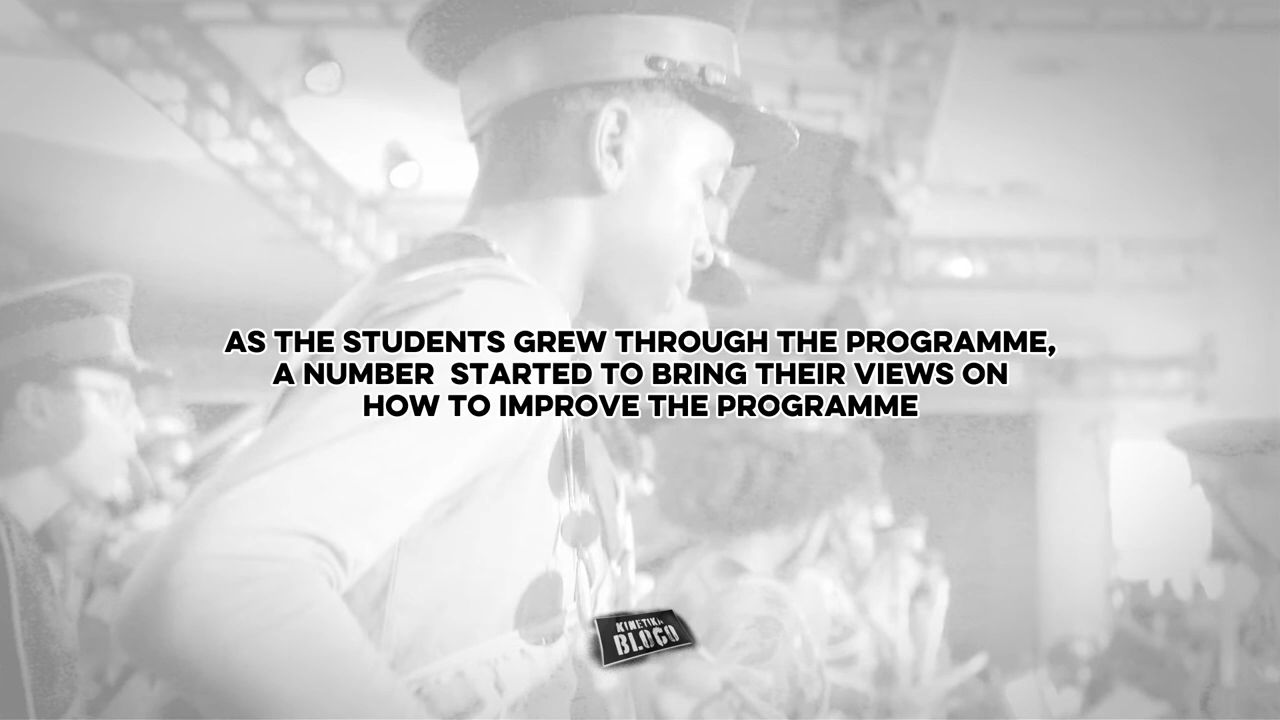 AS THE STUDENTS GREW THROUGH THE PROGRAMME,
A NUMBER  STARTED TO BRING THEIR VIEWS ON
HOW TO IMPROVE THE PROGRAMME
KINETIKA
BLOCO